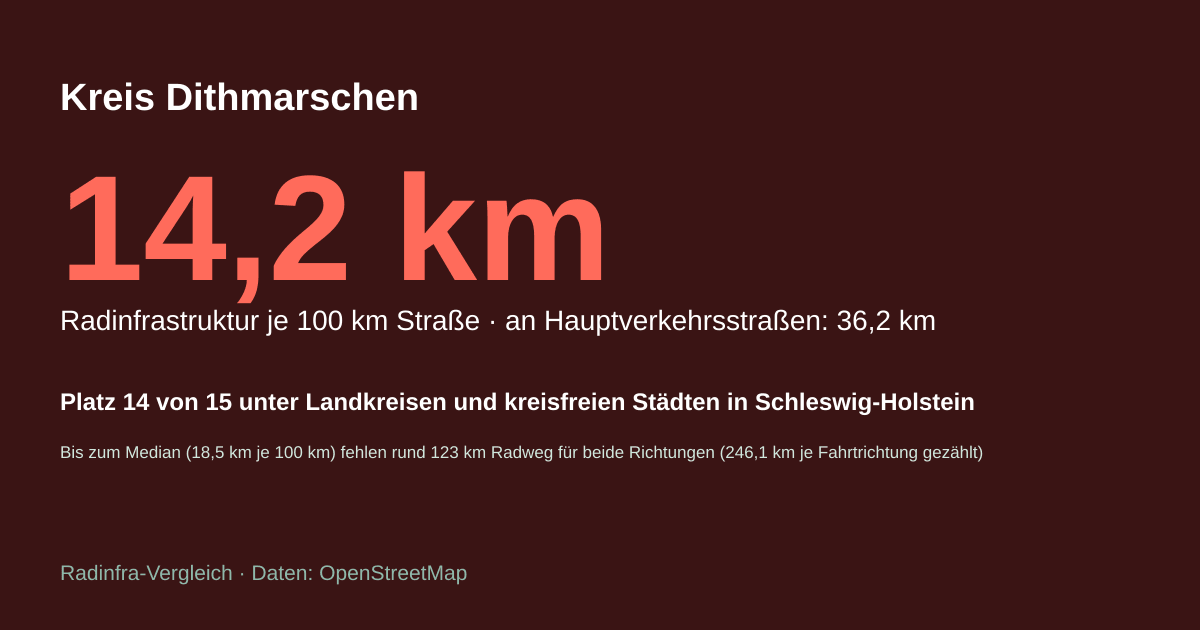 Kreis Dithmarschen
14,2 km
Radinfrastruktur je 100 km Straße · an Hauptverkehrsstraßen: 36,2 km
Platz 14 von 15 unter Landkreisen und kreisfreien Städten in Schleswig-Holstein
Bis zum Median (18,5 km je 100 km) fehlen rund 123 km Radweg für beide Richtungen (246,1 km je Fahrtrichtung gezählt)
Radinfra-Vergleich · Daten: OpenStreetMap